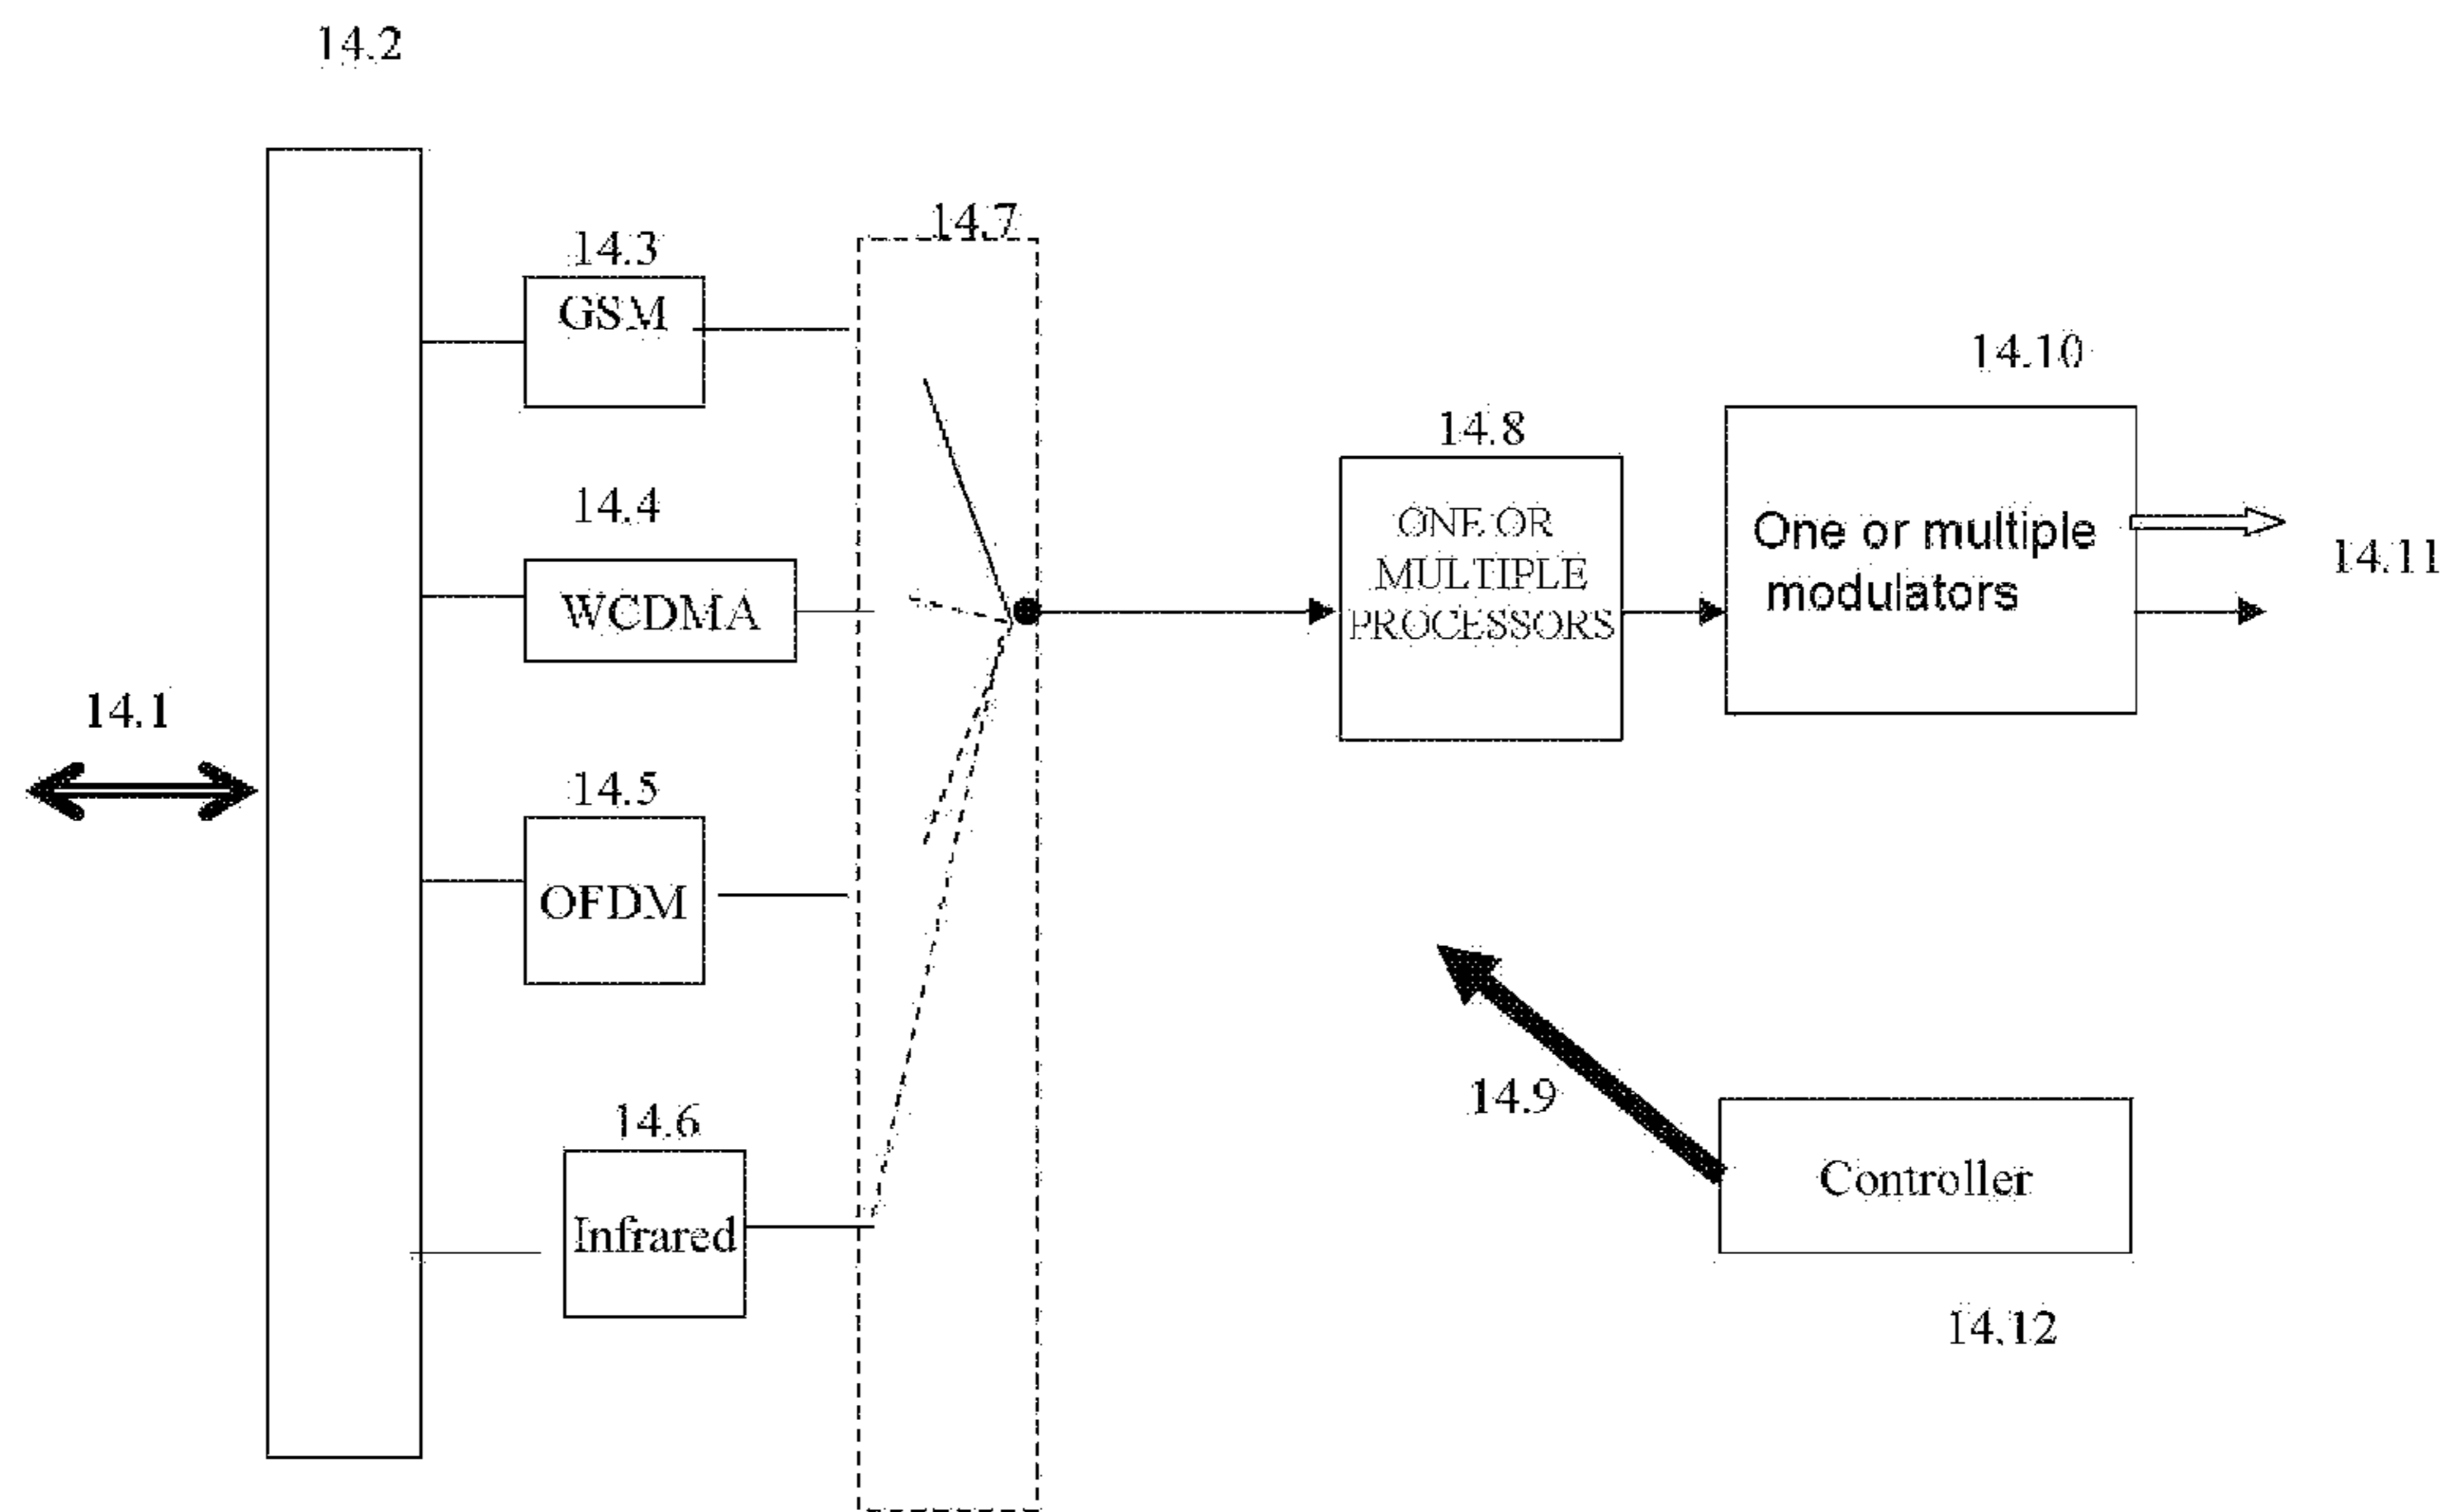 14.2
14.7
14.3
GSM
14.10
14.8
14.4
ONE OR
MULTIPLE
PROCESSORS
One or multiple
modulators
14.11
WCDMA
14.1
14.5
OFDM
14.9
14.6
Infrared
Controller
14.12